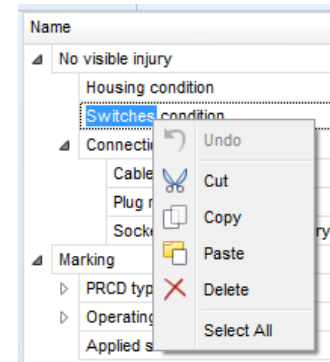 Name
No visible injury
Housing condition
Switches condition
Connecti
Undo
Cable
Cut
Plug
Copy
Socke
ry
Marking
Paste
PRCD typ
Delete
Operating
Select All
Applied s